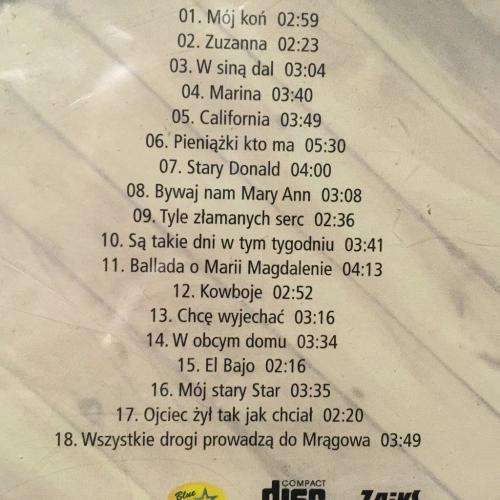 01. Mój koń 02:59
02. Zuzanna 02:23
03. W siną dal 03:04
04. Marina 03:40
05. California 03:49
06. Pieniążki kto ma 05:30
07. Stary Donald 04:00
08. Bywaj nam Mary Ann 03:08
09. Tyle złamanych serc 02:36
10. Są takie dni w tym tygodniu 03:41
11. Ballada o Marii Magdalenie 04:13
12. Kowboje 02:52
13. Chcę wyjechać 03:16
14. W obcym domu 03:34
15. El Bajo 02:16
16. Mój stary Star 03:35
17. Ojciec żył tak jak chciał 02:20
18. Wszystkie drogi prowadzą do Mrągowa 03:49
Blue
COMPACT
disc
ZAiKS